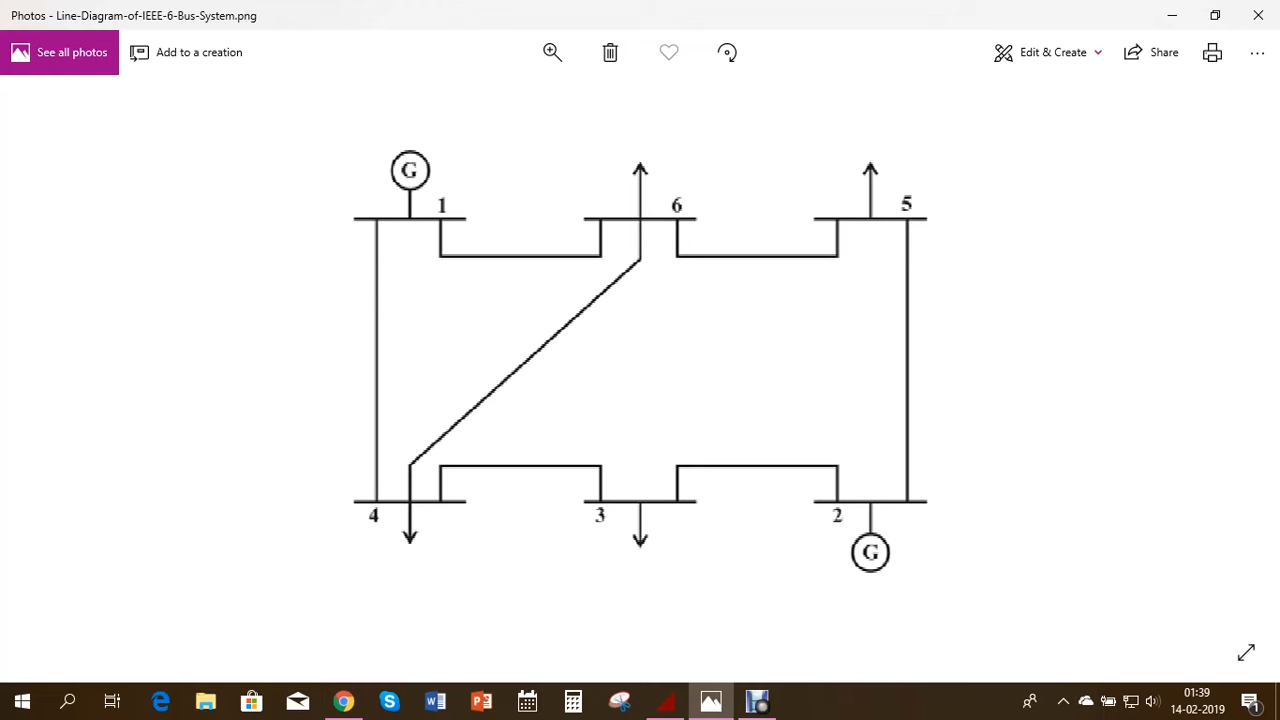 Photos - Line-Diagram-of-IEEE-6-Bus-System.png
See all photos
Add to a creation
Edit & Create
Share
G
1
6
5
G
4
3
2
01:39
14-02-2019
1